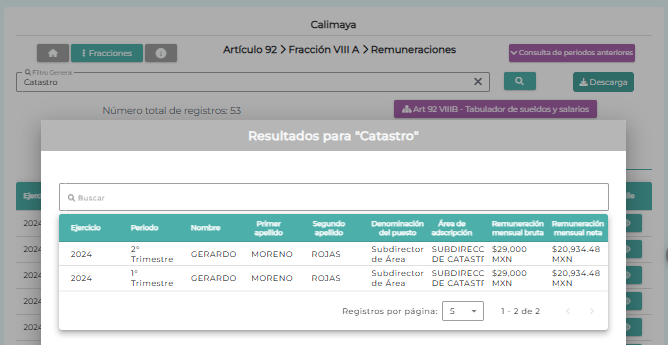 Calimaya
Fracciones
Artículo 92 > Fracción VIII A > Remuneraciones
Consulta de periodos anteriores
Filtro General
Catastro
Descarga
Número total de registros: 53
Art 92 VIIIB - Tabulador de sueldos y salarios
Resultados para "Catastro"
Buscar
Ejercicio Periodo Nombre Primer apellido Segundo apellido Denominación del puesto Área de adscripción Remuneración mensual bruta Remuneración mensual neta
2024 2° Trimestre GERARDO MORENO ROJAS Subdirector de Área SUBDIRECC DE CATAST $29,000 MXN $20,934.48 MXN
2024 1° Trimestre GERARDO MORENO ROJAS Subdirector de Área SUBDIRECC DE CATAST $29,000 MXN $20,934.48 MXN
Registros por página: 5 1 - 2 de 2
2024
2024
2024
2024
2024